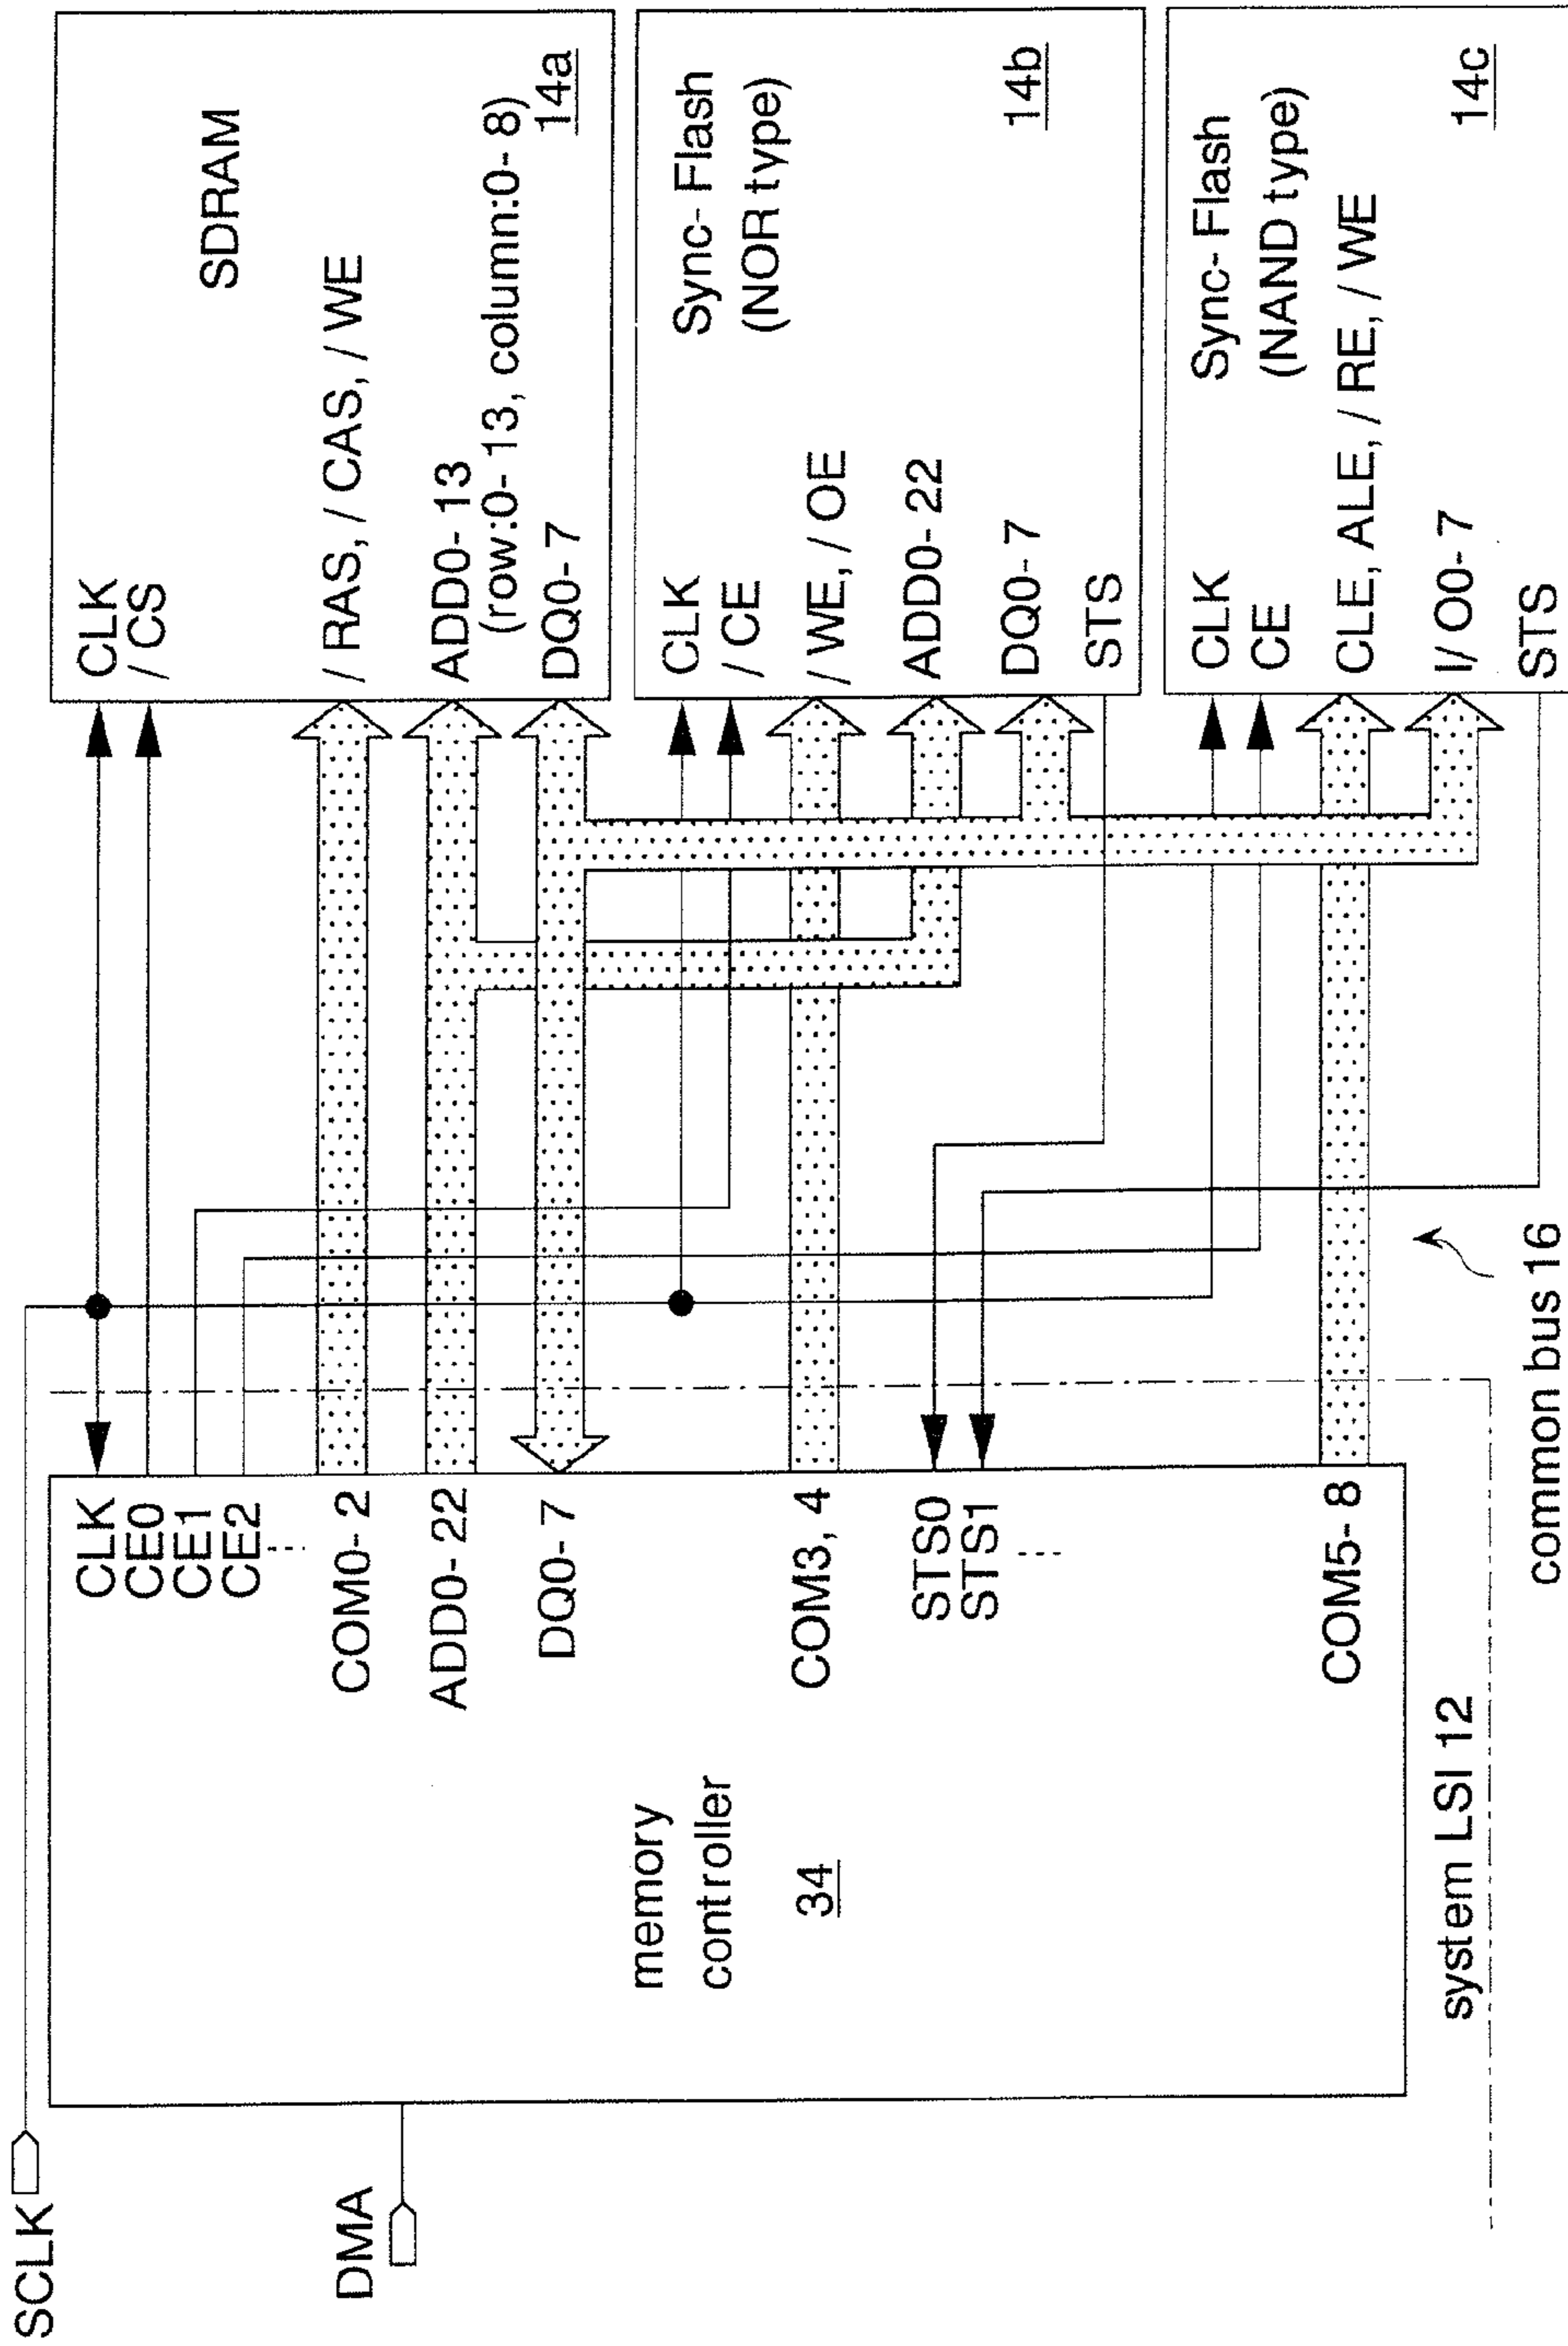 SCLK
DMA
memory
controller
34
CLK
CE0
CE1
CE2
COM0-2
ADD0-22
DQ0-7
COM3, 4
STS0
STS1
COM5-8
system LSI 12
common bus 16
SDRAM
14a
CLK
/ CS
/ RAS, / CAS, / WE
ADD0-13
(row:0-13, column:0-8)
DQ0-7
Sync- Flash
(NOR type)
14b
CLK
/ CE
/ WE, / OE
ADD0-22
DQ0-7
STS
Sync- Flash
(NAND type)
14c
CLK
CE
CLE, ALE, / RE, / WE
I/ O0-7
STS